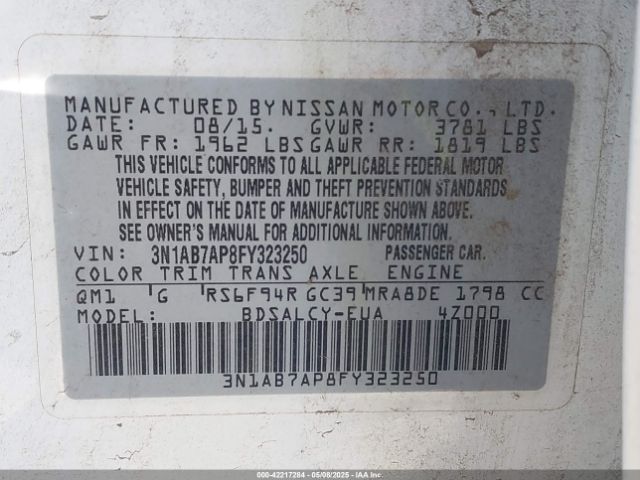 MANUFACTURED BY NISSAN MOTOR CO., LTD.
DATE: 08/15. GVWR: 3781 LBS
GAWR FR: 1962 LBS GAWR RR: 1819 LBS
THIS VEHICLE CONFORMS TO ALL APPLICABLE FEDERAL MOTOR
VEHICLE SAFETY, BUMPER AND THEFT PREVENTION STANDARDS
IN EFFECT ON THE DATE OF MANUFACTURE SHOWN ABOVE.
SEE OWNER'S MANUAL FOR ADDITIONAL INFORMATION.
VIN: 3N1AB7AP8FY323250 PASSENGER CAR.
COLOR TRIM TRANS AXLE ENGINE
QM1 G RS6F94R GC39 MRA8DE 1798 CC
MODEL: BDSALCY-EUA 4Z000
3N1AB7AP8FY323250
000-42217284 - 05/08/2025 - IAA Inc.